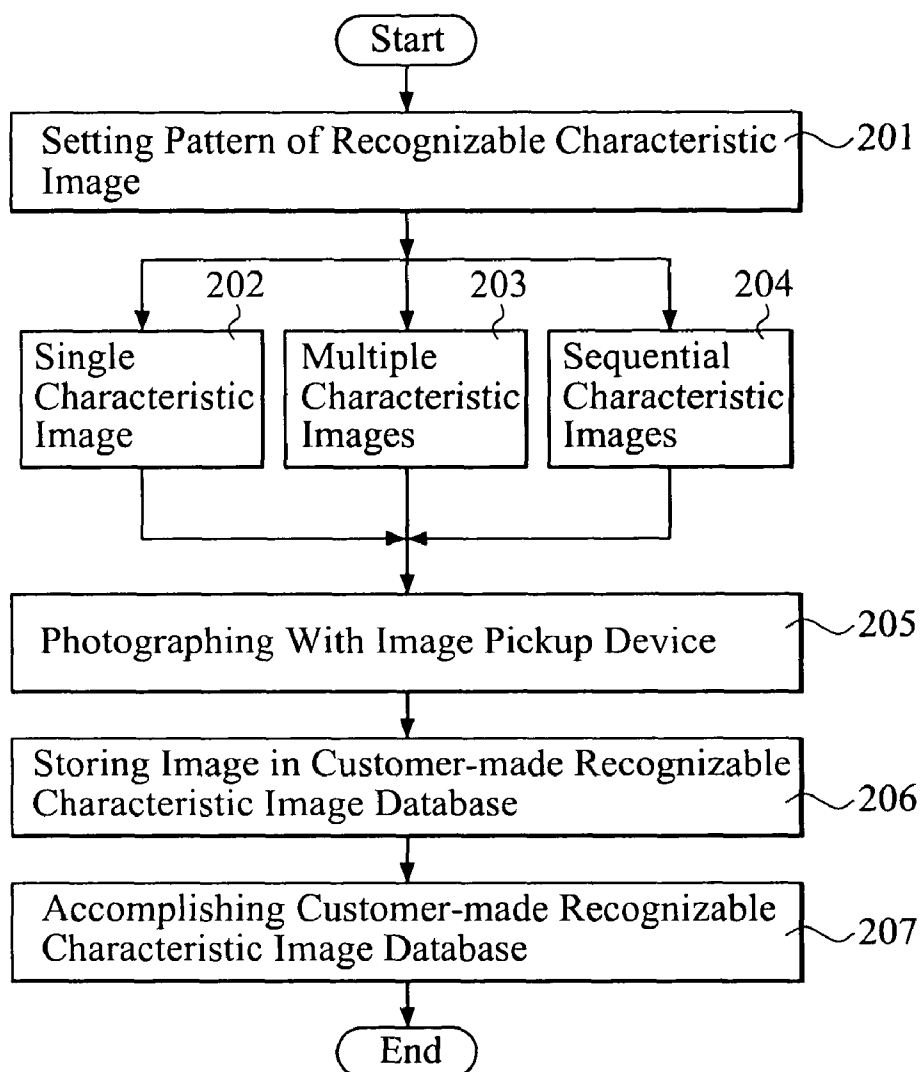 Start
Setting Pattern of Recognizable Characteristic
Image
201
202
203
204
Single
Characteristic
Image
Multiple
Characteristic
Images
Sequential
Characteristic
Images
Photographing With Image Pickup Device
205
Storing Image in Customer-made Recognizable
Characteristic Image Database
206
Accomplishing Customer-made Recognizable
Characteristic Image Database
207
End